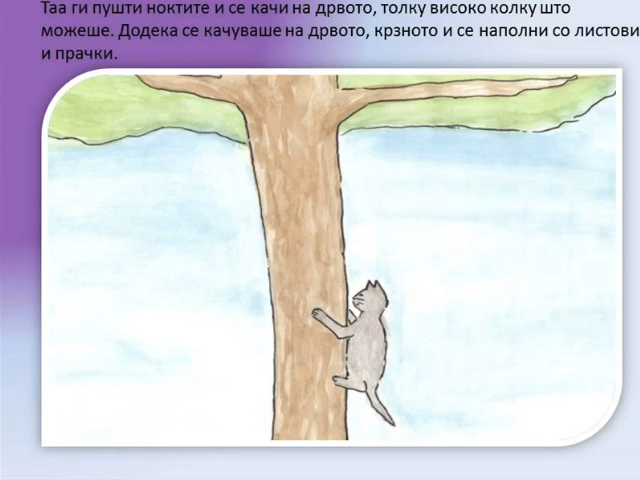 Таа ги пушти ноктите и се качи на дрвото, толку високо колку што
можеше. Додека се качуваше на дрвото, крзното и се наполни со листови
и прачки.